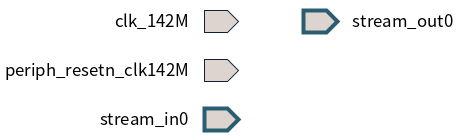 clk_142M
stream_out0
periph_resetn_clk142M
stream_in0